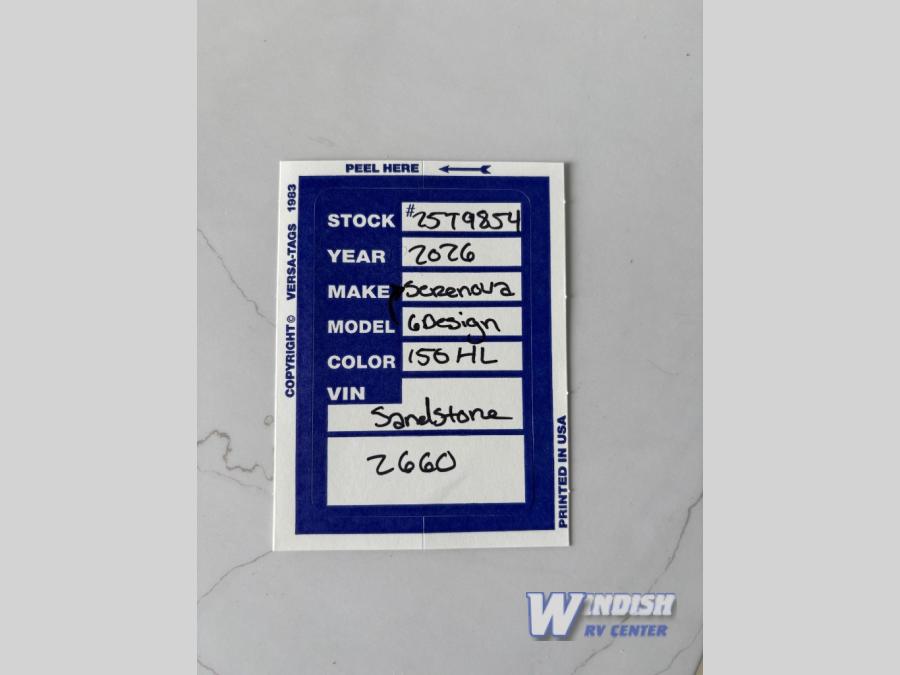 PEEL HERE
COPYRIGHT© VERSA-TAGS 1983
STOCK #25T9854
YEAR 2026
MAKE Serenova
MODEL 6Design
COLOR 150HL
VIN
Sandstone
2660
PRINTED IN USA
WINDISH
RV CENTER